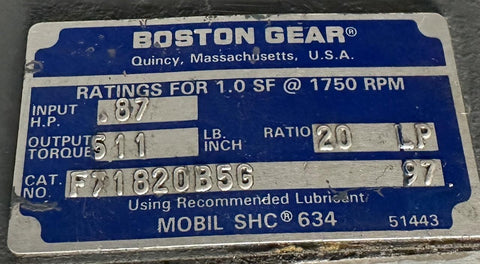 BOSTON GEAR®
Quincy, Massachusetts, U.S.A.
RATINGS FOR 1.0 SF @ 1750 RPM
INPUT H.P. .87
OUTPUT TORQUE 511 LB. INCH RATIO 20 LP
CAT. NO. F71820B5G 97
Using Recommended Lubricant
MOBIL SHC® 634 51443